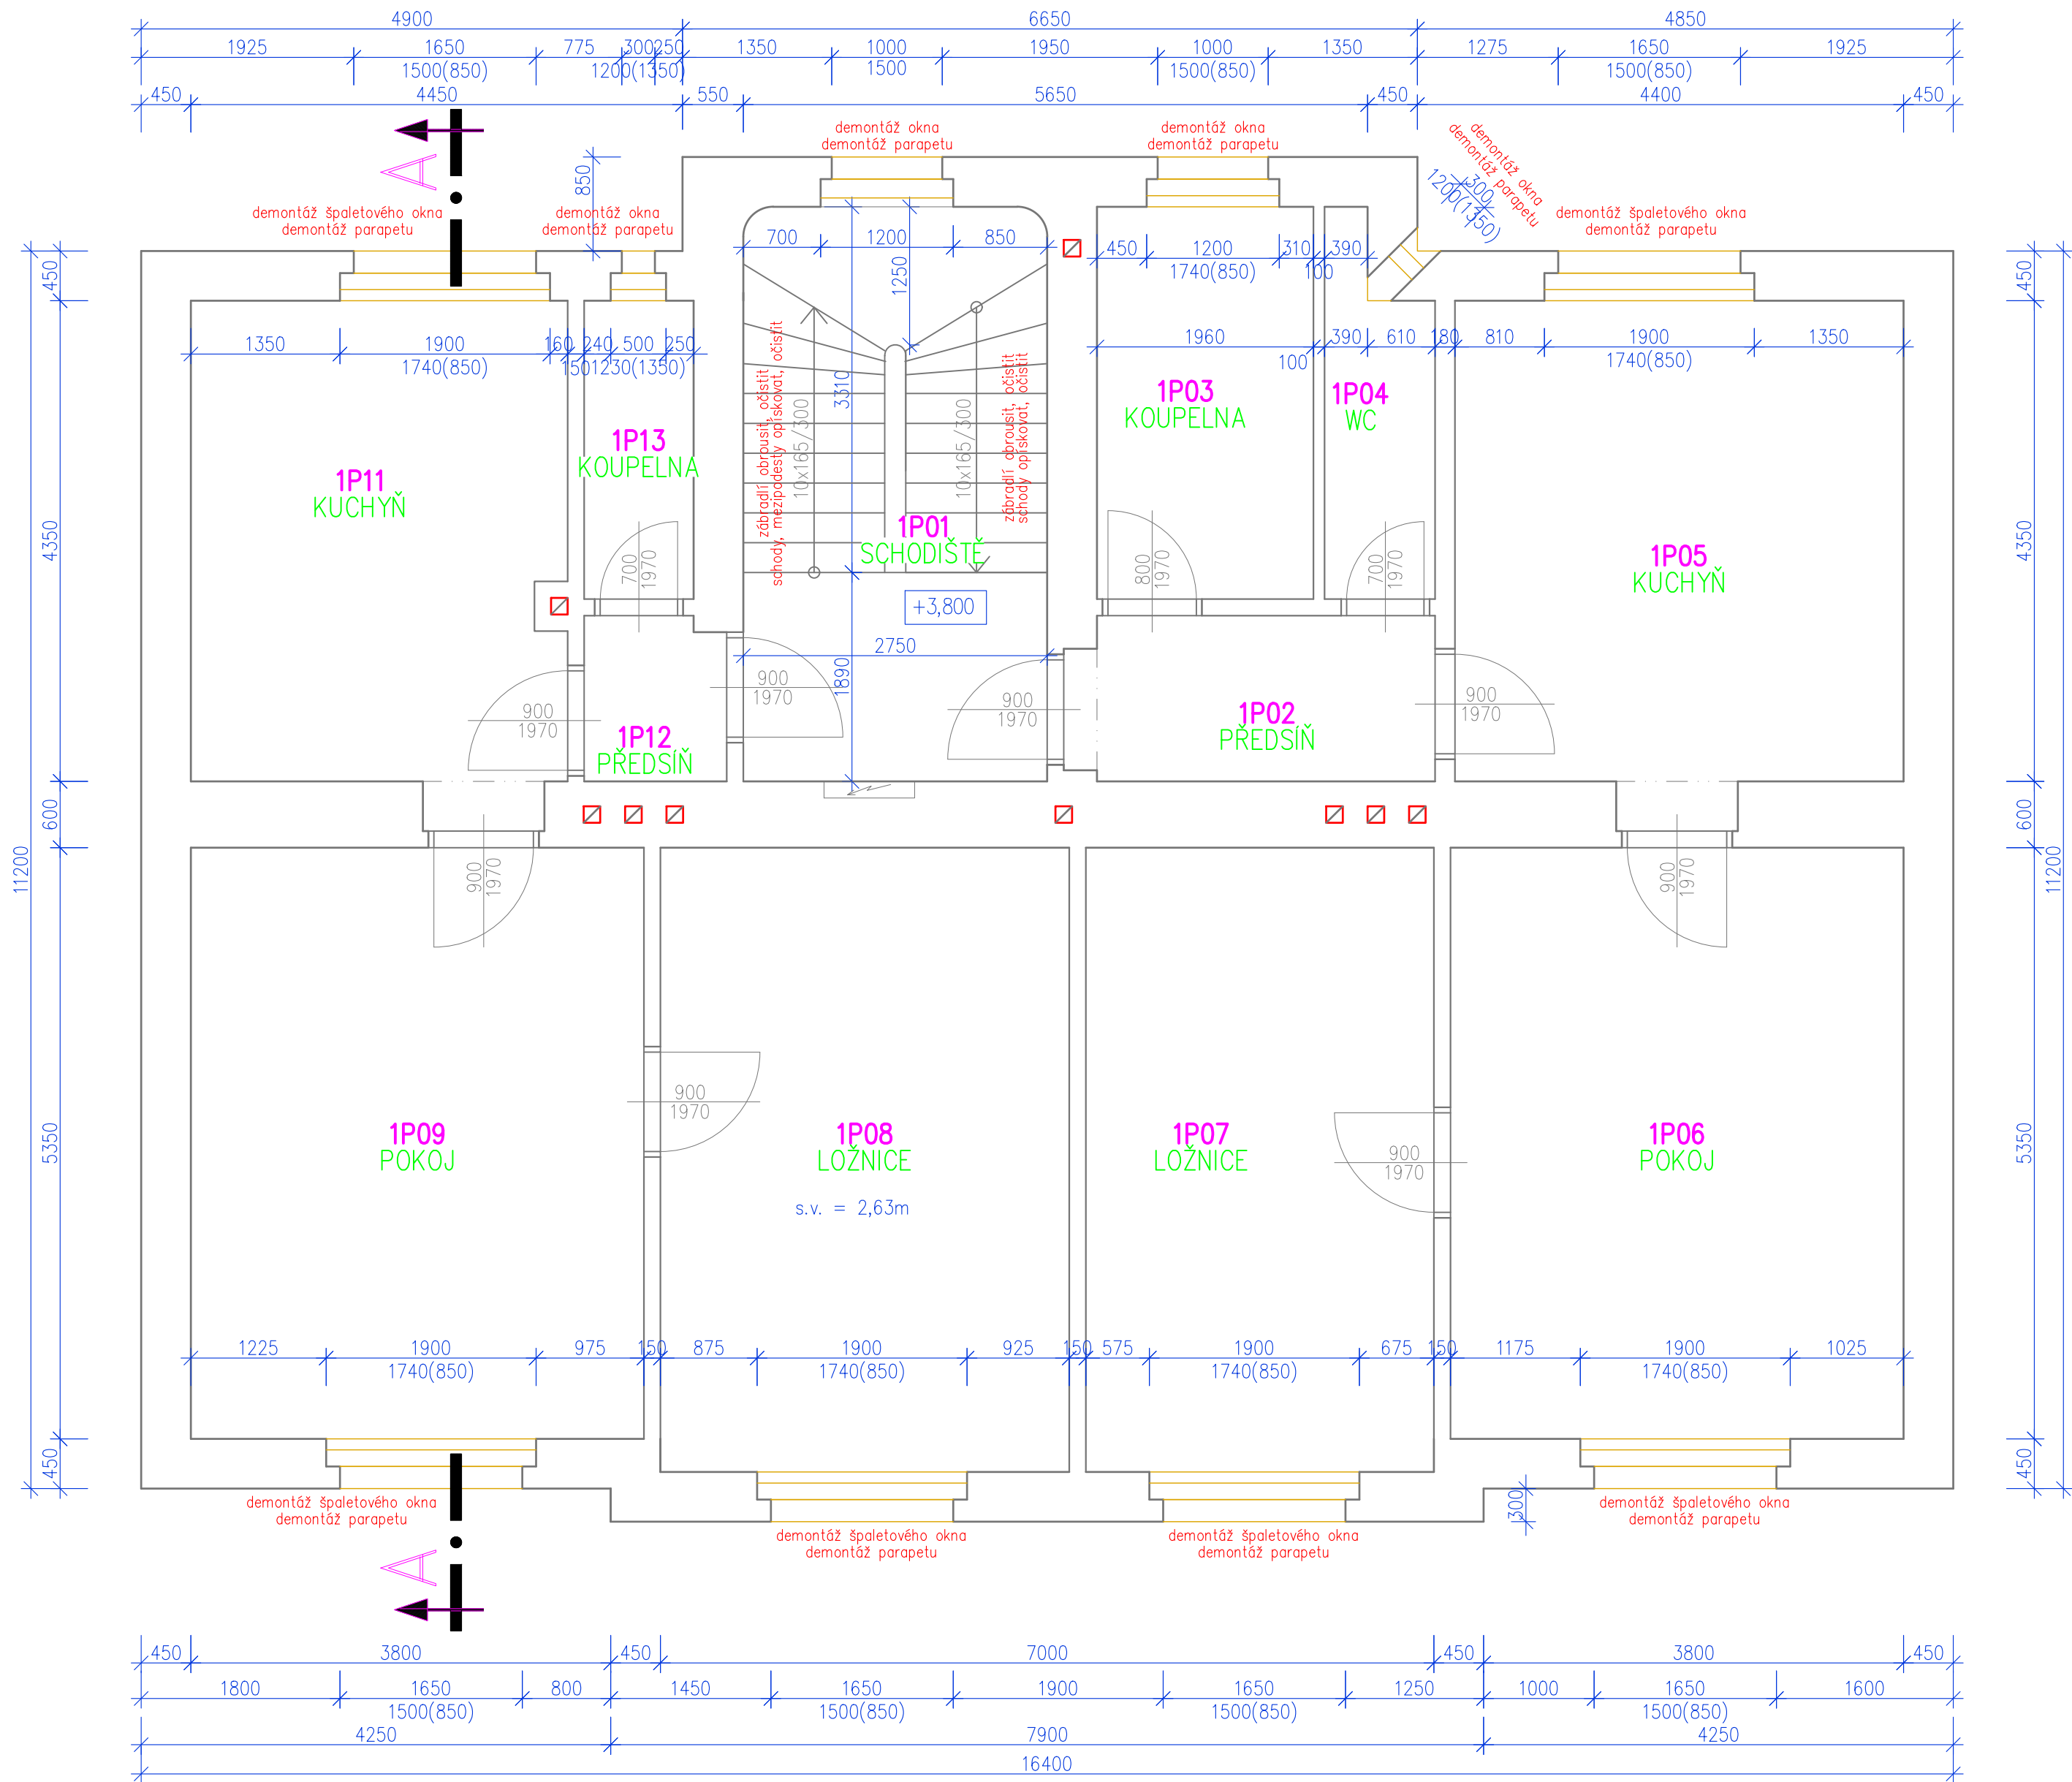 4900 6650 4850
1925 1650 775 300 250 1350 1000 1950 1000 1350 1275 1650 1925
1500(850) 1200(1350) 1500 1500(850) 1500(850)
450 4450 550 5650 450 4400 450
demontáž okna
demontáž parapetu
demontáž okna
demontáž parapetu
demontáž okna
demontáž parapetu
300
1200(1350)
A
850
demontáž špaletového okna
demontáž parapetu
demontáž okna
demontáž parapetu
demontáž špaletového okna
demontáž parapetu
700 1200 850
1250
450 1200 310 390
1740(850) 100
450
450
1350 1900 160 240 500 250
1740(850) 150 1230(1350)
1960 390 610 180 810 1900 1350
100 1740(850)
3310
zábradlí obrousit, očistit
schody, mezipodesty opískovat, očistit
10x165/300
10x165/300
zábradlí obrousit, očistit
schody opískovat, očistit
1P03
KOUPELNA
1P04
WC
1P13
KOUPELNA
1P11
KUCHYŇ
1P01
SCHODIŠTĚ
1P05
KUCHYŇ
4350
4350
700
1970
800
1970
700
1970
+3,800
2750
1890
900
1970
900
1970
900
1970
900
1970
1P12
PŘEDSÍŇ
1P02
PŘEDSÍŇ
600
600
11200
11200
900
1970
900
1970
900
1970
900
1970
1P09
POKOJ
1P08
LOŽNICE
s.v. = 2,63m
1P07
LOŽNICE
1P06
POKOJ
5350
5350
1225 1900 975 150 875 1900 925 150 575 1900 675 150 1175 1900 1025
1740(850) 1740(850) 1740(850) 1740(850)
450
450
300
demontáž špaletového okna
demontáž parapetu
demontáž špaletového okna
demontáž parapetu
demontáž špaletového okna
demontáž parapetu
demontáž špaletového okna
demontáž parapetu
A
450 3800 450 7000 450 3800 450
1800 1650 800 1450 1650 1900 1650 1250 1000 1650 1600
1500(850) 1500(850) 1500(850) 1500(850)
4250 7900 4250
16400